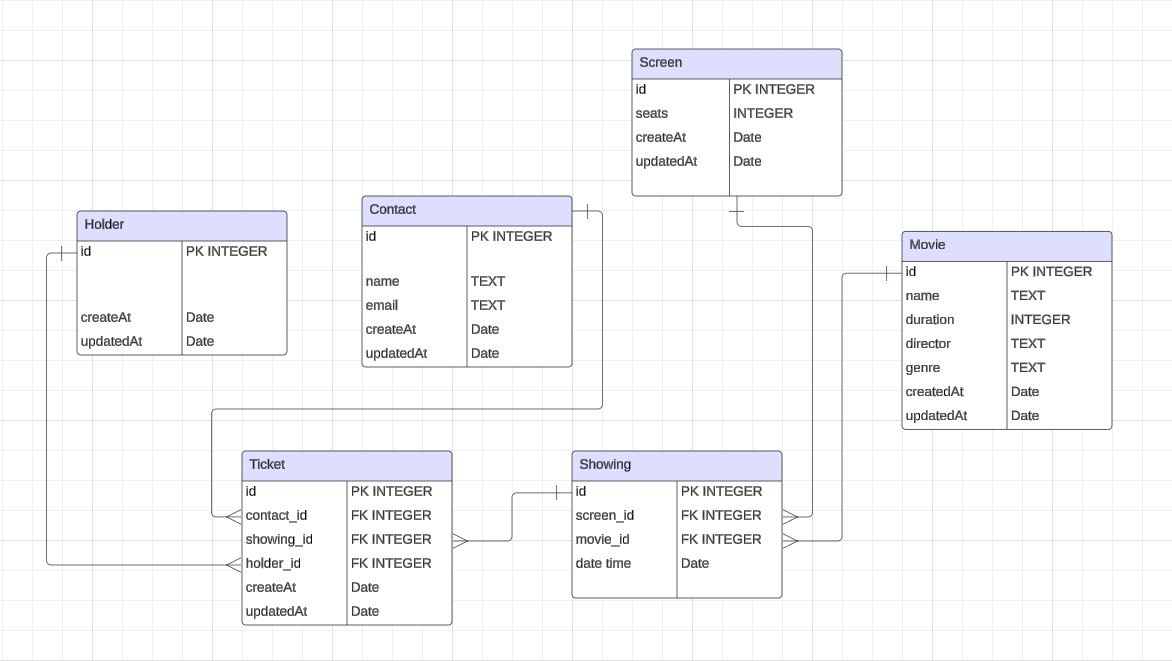 Screen
id PK INTEGER
seats INTEGER
createAt Date
updatedAt Date
Holder
id PK INTEGER
createAt Date
updatedAt Date
Contact
id PK INTEGER
name TEXT
email TEXT
createAt Date
updatedAt Date
Movie
id PK INTEGER
name TEXT
duration INTEGER
director TEXT
genre TEXT
createdAt Date
updatedAt Date
Ticket
id PK INTEGER
contact_id FK INTEGER
showing_id FK INTEGER
holder_id FK INTEGER
createAt Date
updatedAt Date
Showing
id PK INTEGER
screen_id FK INTEGER
movie_id FK INTEGER
date time Date